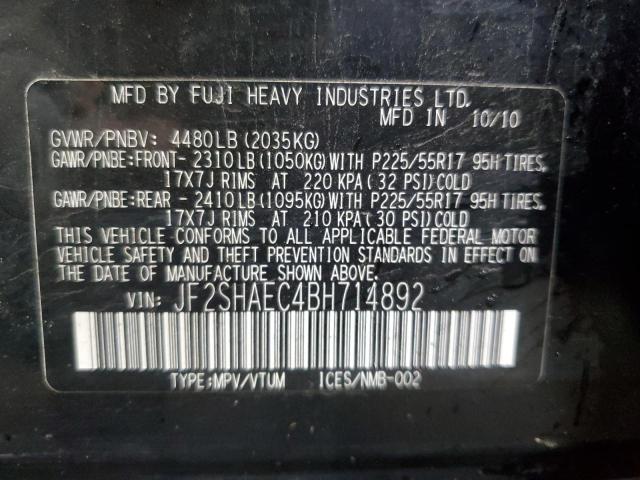 MFD BY FUJI HEAVY INDUSTRIES LTD.
MFD IN 10/10
GVWR/PNBV: 4480LB(2035KG)
GAWR/PNBE:FRONT- 2310LB(1050KG)WITH P225/55R17 95H TIRES,
17X7J RIMS AT 220 KPA(32 PSI)COLD
GAWR/PNBE:REAR - 2410LB(1095KG)WITH P225/55R17 95H TIRES,
17X7J RIMS AT 210 KPA(30 PSI)COLD
THIS VEHICLE CONFORMS TO ALL APPLICABLE FEDERAL MOTOR
VEHICLE SAFETY AND THEFT PREVENTION STANDARDS IN EFFECT
ON THE DATE OF MANUFACTURE SHOWN ABOVE.
VIN: JF2SHAEC4BH714892
TYPE:MPV/VTUM ICES/NMB-002